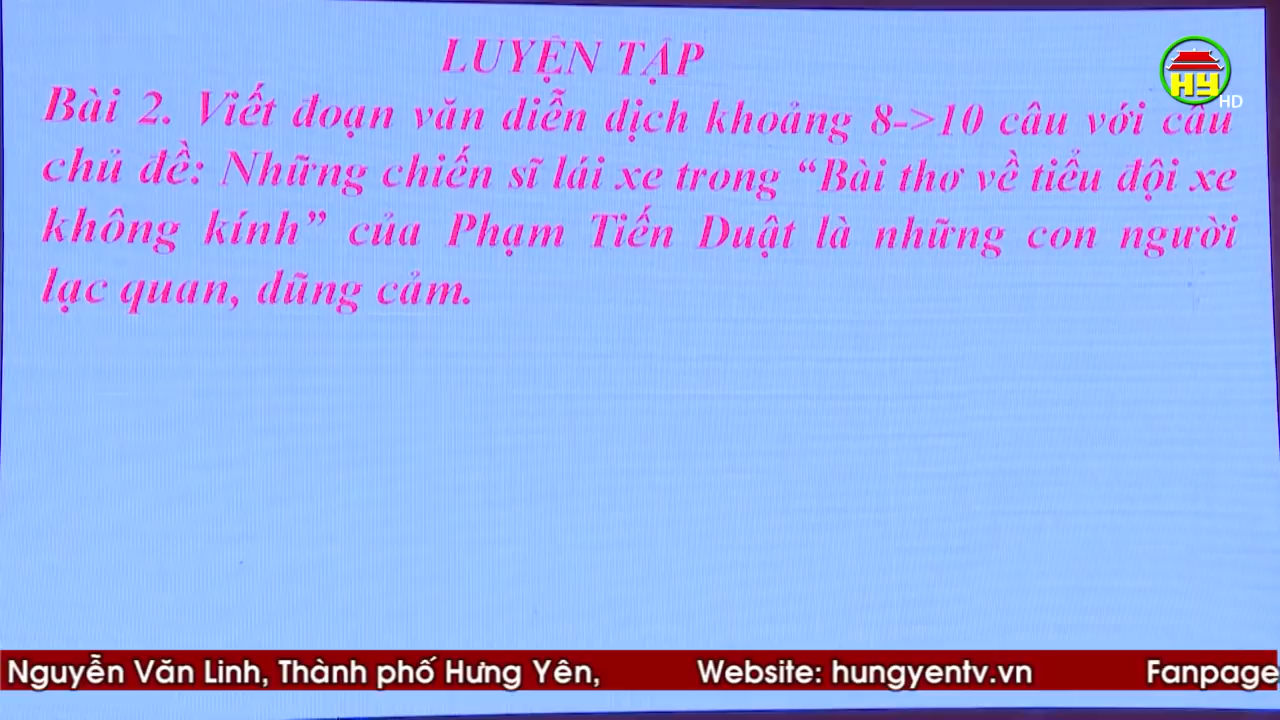 LUYỆN TẬP
Bài 2. Viết đoạn văn diễn dịch khoảng 8->10 câu với câu
chủ đề: Những chiến sĩ lái xe trong “Bài thơ về tiểu đội xe
không kính” của Phạm Tiến Duật là những con người
lạc quan, dũng cảm.
HY
HD
Nguyễn Văn Linh, Thành phố Hưng Yên, Website: hungyentv.vn Fanpage